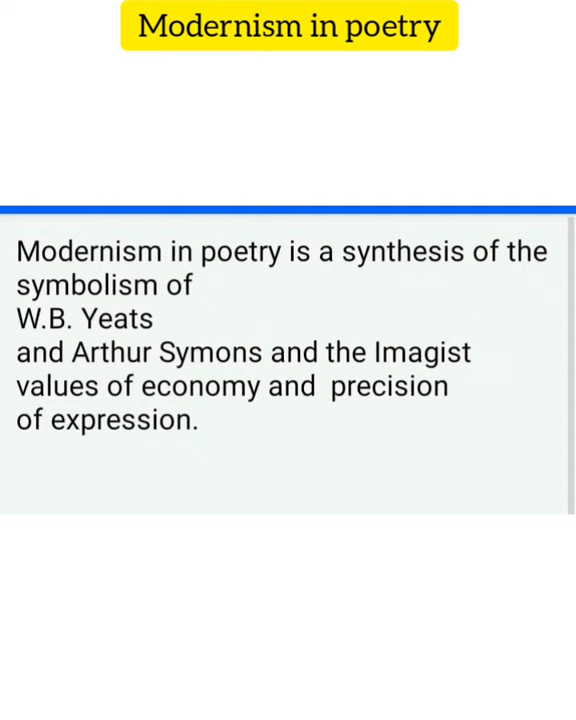 Modernism in poetry
Modernism in poetry is a synthesis of the
symbolism of
W.B. Yeats
and Arthur Symons and the Imagist
values of economy and  precision
of expression.